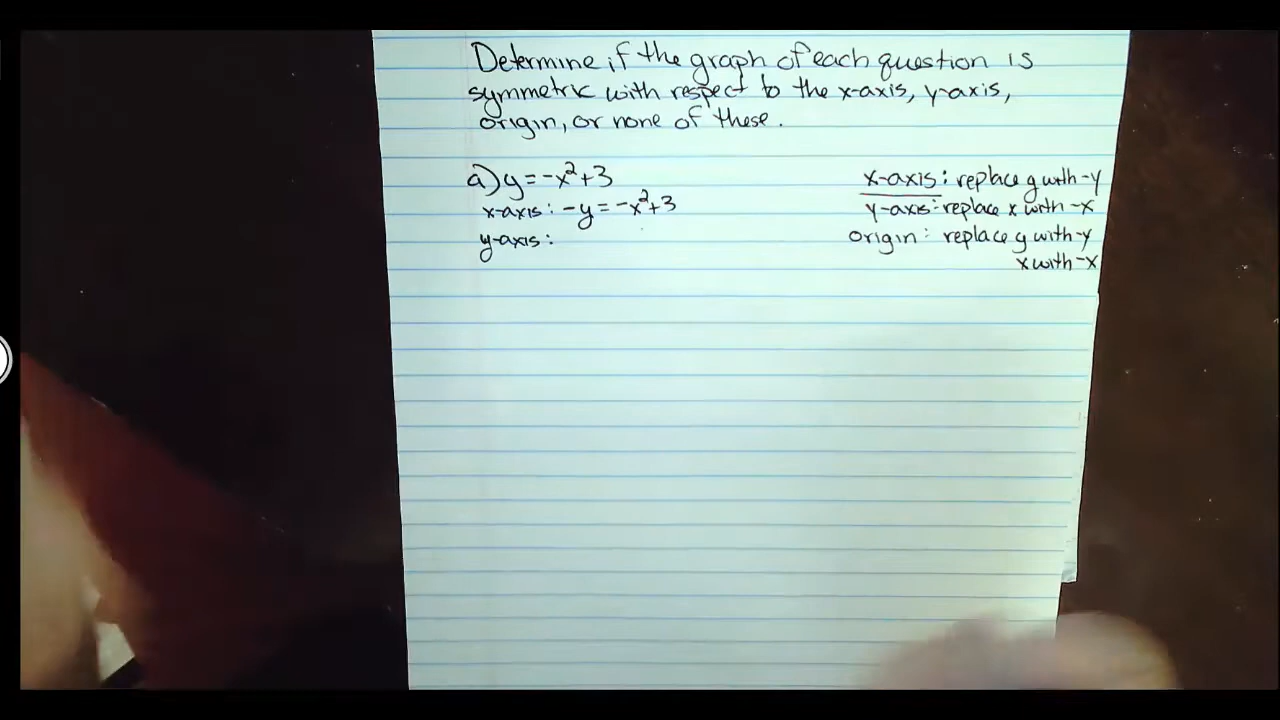 Determine if the graph of each question is
symmetric with respect to the x-axis, y-axis,
origin, or none of these.
a) y = -x²+3
x-axis: replace y with -y
x-axis: -y = -x²+3
y-axis: replace x with -x
y-axis:
origin: replace y with -y
x with -x